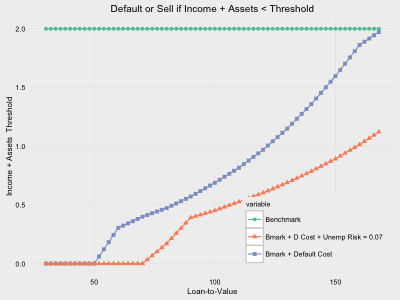 Default or Sell if Income + Assets < Threshold
Income + Assets Threshold
2.0
1.5
1.0
0.5
0.0
50
100
150
Loan-to-Value
variable
Benchmark
Bmark + D Cost + Unemp Risk = 0.07
Bmark + Default Cost